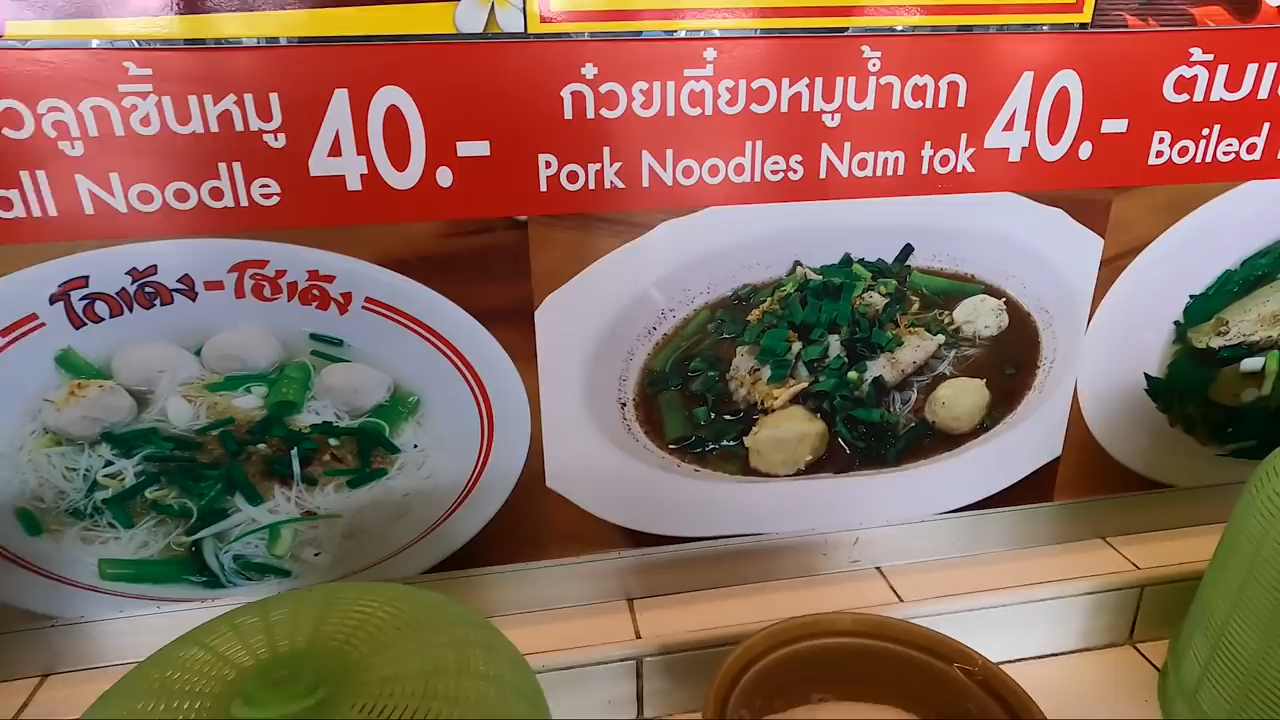 วลูกชิ้นหมู 40.-
all Noodle
ก๋วยเตี๋ยวหมูน้ำตก 40.-
Pork Noodles Nam tok
ต้มเ
Boiled
โกเด้ง-โฮเด้ง